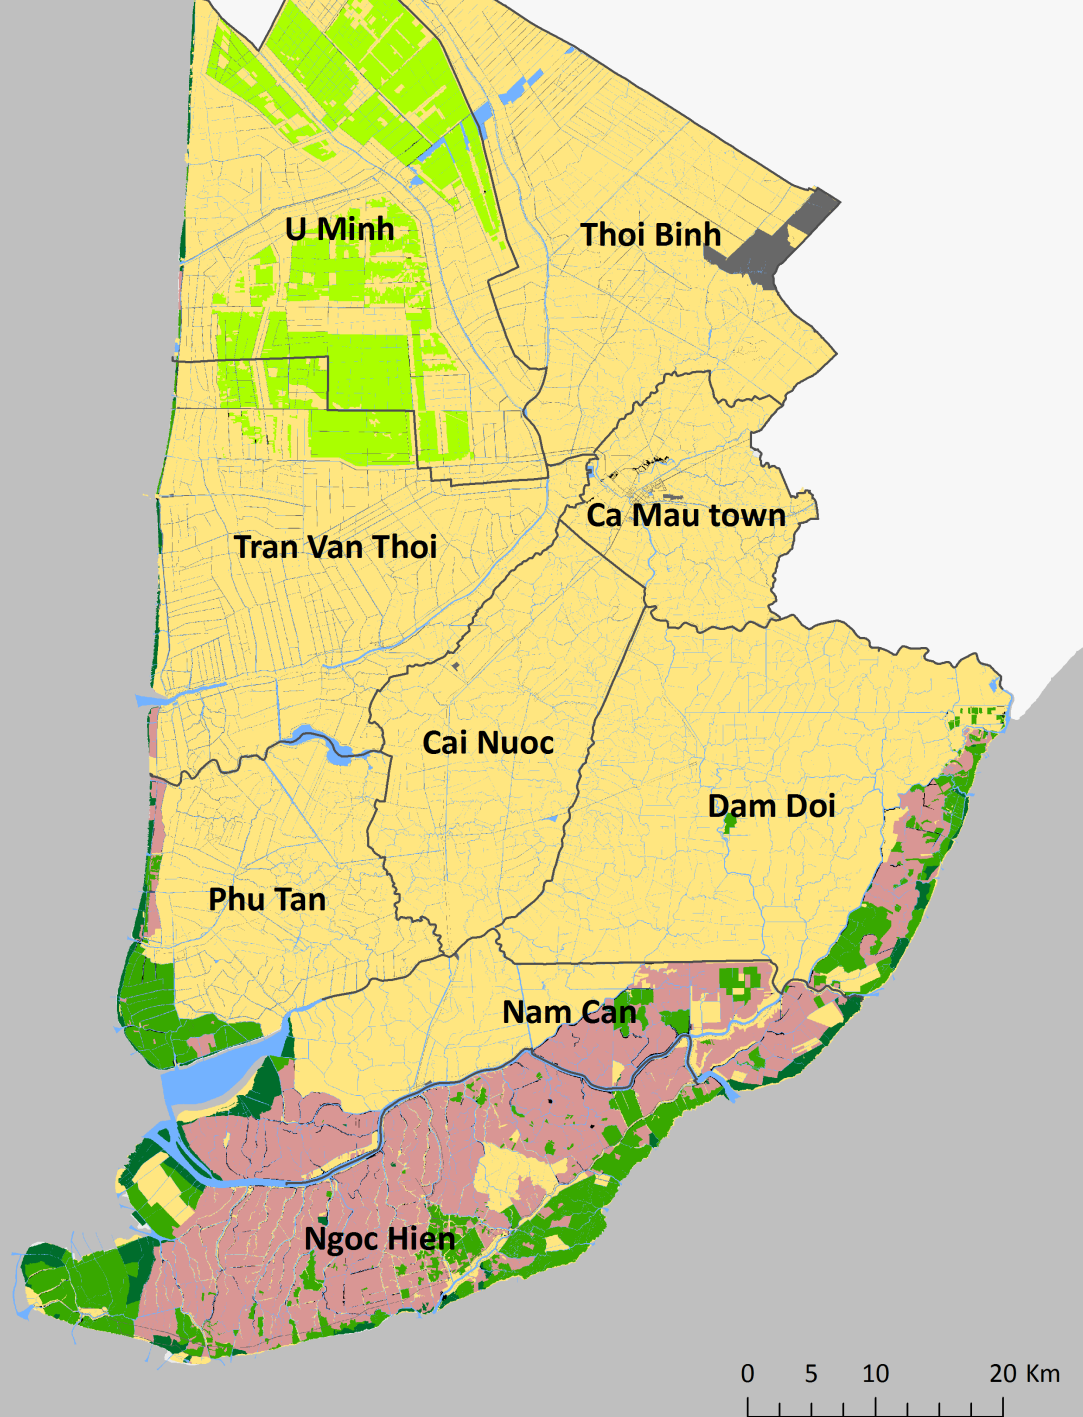 U Minh
Thoi Binh
Ca Mau town
Tran Van Thoi
Cai Nuoc
Dam Doi
Phu Tan
Nam Can
Ngoc Hien
0 5 10 20 Km